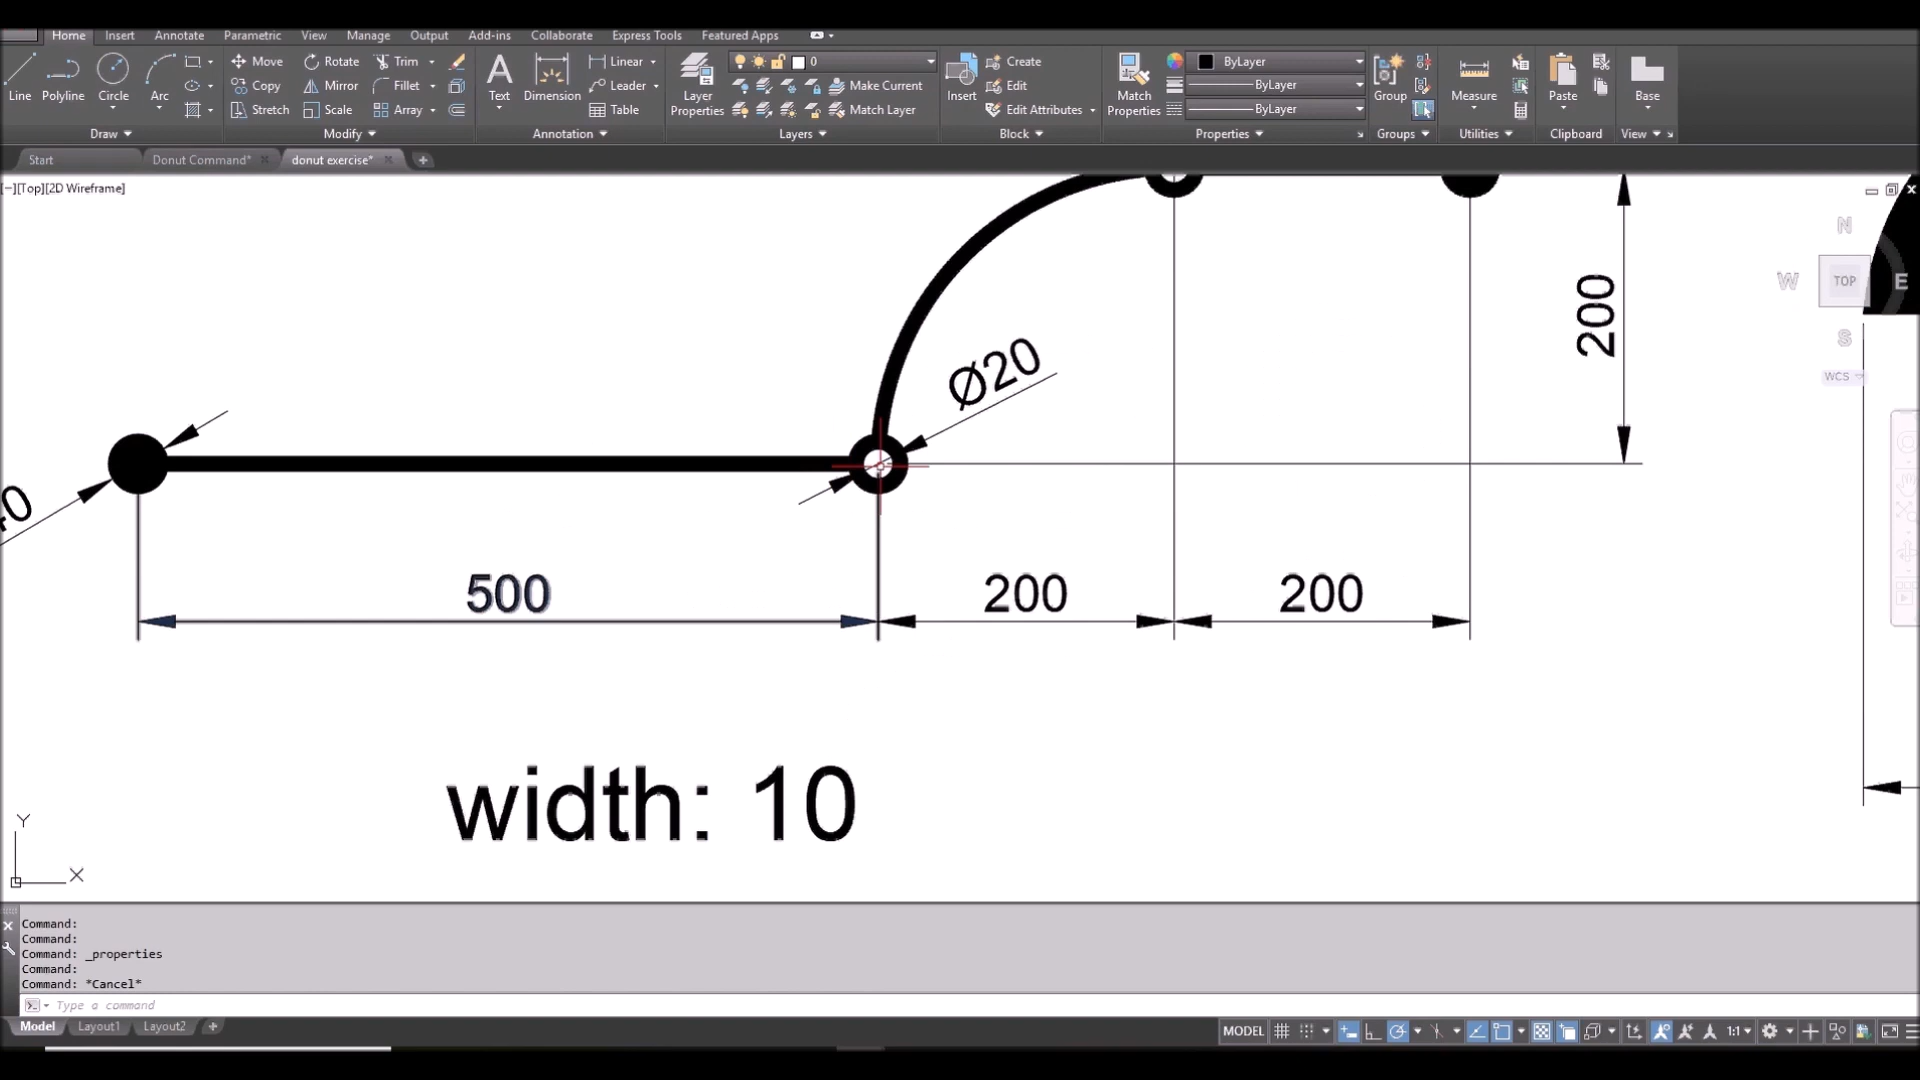 Home Insert Annotate Parametric View Manage Output Add-ins Collaborate Express Tools Featured Apps
Line Polyline Circle Arc
Move Rotate Trim
Copy Mirror Fillet
Stretch Scale Array
Text Dimension
Linear
Leader
Table
Layer Properties
0
Make Current
Match Layer
Insert
Create
Edit
Edit Attributes
Match Properties
ByLayer
ByLayer
ByLayer
Group
Measure
Paste
Base
Draw Modify Annotation Layers Block Properties Groups Utilities Clipboard View
Start Donut Command* donut exercise*
[−][Top][2D Wireframe]
N
W TOP E
S
WCS
200
Ø20
40
500 200 200
width: 10
Y
X
Command:
Command:
Command: _properties
Command:
Command: *Cancel*
Type a command
Model Layout1 Layout2 +
MODEL 1:1